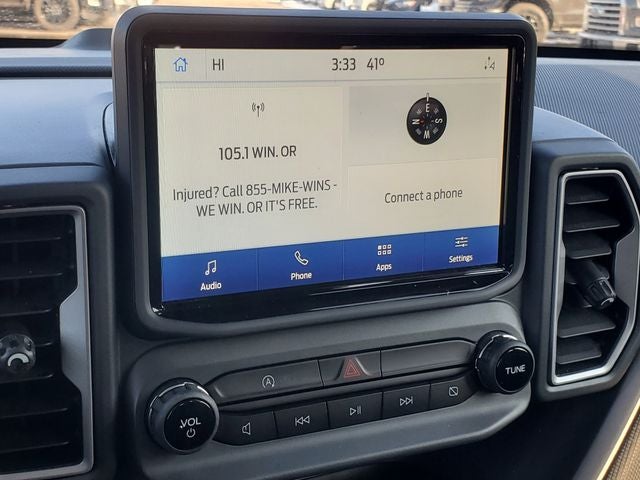 HI 3:33 41°
E
N S
W
105.1 WIN. OR
Injured? Call 855-MIKE-WINS -
WE WIN. OR IT'S FREE.
Connect a phone
Audio Phone Apps Settings
A
VOL
TUNE